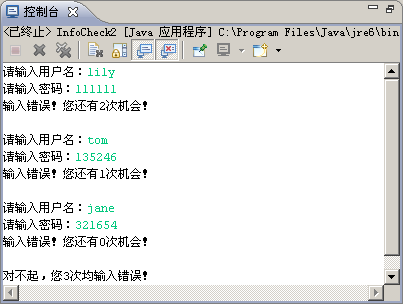 控制台
<已终止> InfoCheck2 [Java 应用程序] C:\Program Files\Java\jre6\bin
请输入用户名：lily
请输入密码：111111
输入错误！您还有2次机会！
请输入用户名：tom
请输入密码：135246
输入错误！您还有1次机会！
请输入用户名：jane
请输入密码：321654
输入错误！您还有0次机会！
对不起，您3次均输入错误！